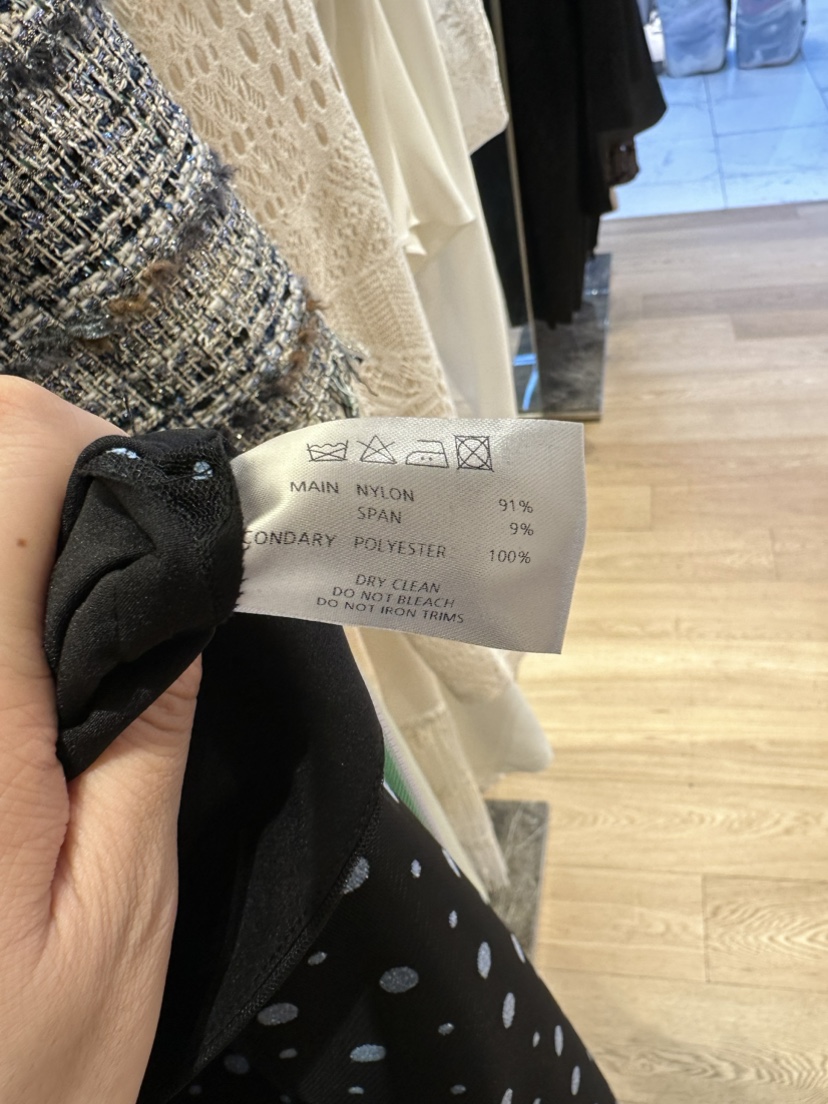 MAIN NYLON 91%
SPAN 9%
CONDARY POLYESTER 100%
DRY CLEAN
DO NOT BLEACH
DO NOT IRON TRIMS